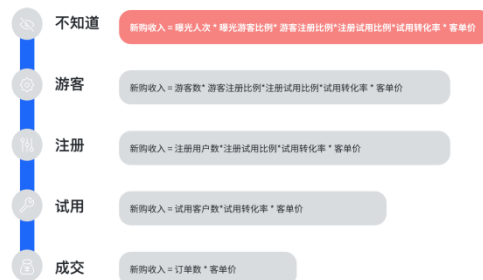 不知道
新购收入 = 曝光人次 * 曝光游客比例* 游客注册比例*注册试用比例*试用转化率 * 客单价
游客
新购收入 = 游客数* 游客注册比例*注册试用比例*试用转化率 * 客单价
注册
新购收入 = 注册用户数*注册试用比例*试用转化率 * 客单价
试用
新购收入 = 试用客户数*试用转化率 * 客单价
成交
新购收入 = 订单数 * 客单价